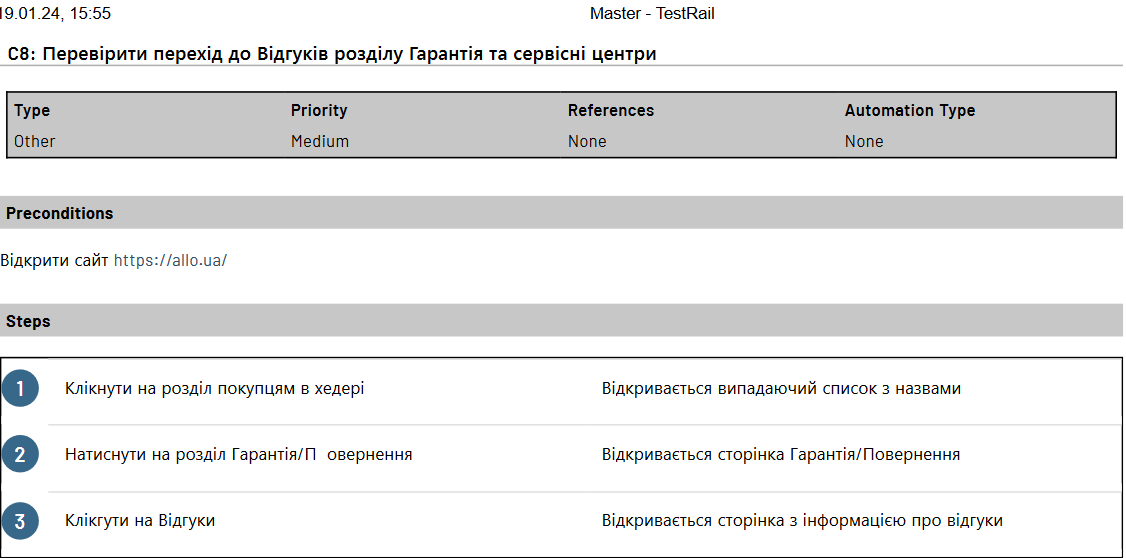 19.01.24, 15:55 Master - TestRail
C8: Перевірити перехід до Відгуків розділу Гарантія та сервісні центри
Type Priority References Automation Type
Other Medium None None
Preconditions
Відкрити сайт https://allo.ua/
Steps
1 Клікнути на розділ покупцям в хедері Відкривається випадаючий список з назвами
2 Натиснути на розділ Гарантія/П овернення Відкривається сторінка Гарантія/Повернення
3 Клікгути на Відгуки Відкривається сторінка з інформацією про відгуки